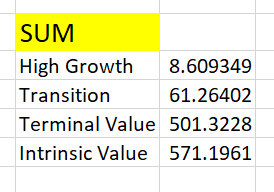 SUM
High Growth 8.609349
Transition 61.26402
Terminal Value 501.3228
Intrinsic Value 571.1961